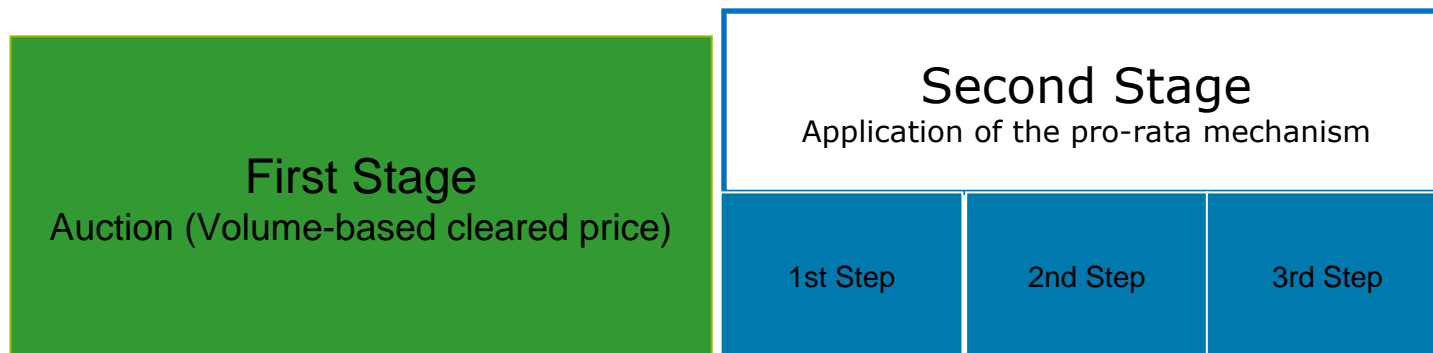 First Stage
Auction (Volume-based cleared price)
Second Stage
Application of the pro-rata mechanism
1st Step
2nd Step
3rd Step